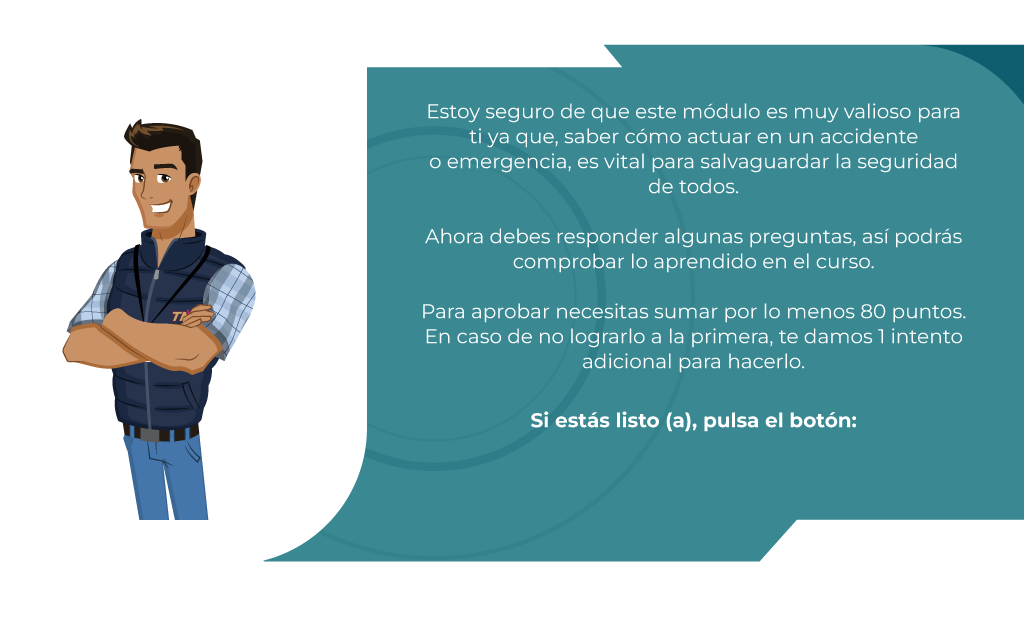 Estoy seguro de que este módulo es muy valioso para
ti ya que, saber cómo actuar en un accidente
o emergencia, es vital para salvaguardar la seguridad
de todos.
Ahora debes responder algunas preguntas, así podrás
comprobar lo aprendido en el curso.
Para aprobar necesitas sumar por lo menos 80 puntos.
En caso de no lograrlo a la primera, te damos 1 intento
adicional para hacerlo.
Si estás listo (a), pulsa el botón: